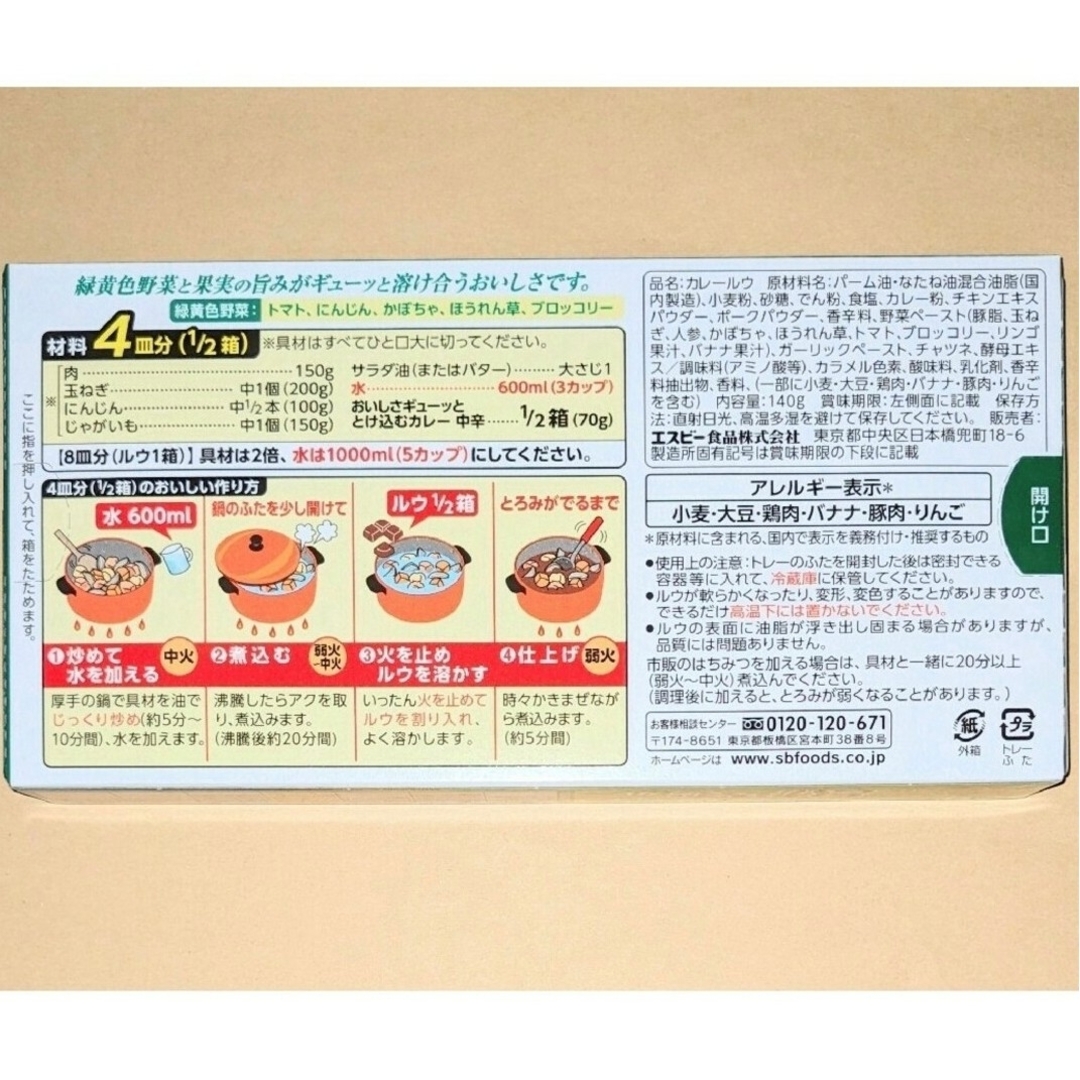 緑黄色野菜と果実の旨みがギューッと溶け合うおいしさです。
緑黄色野菜：トマト、にんじん、かぼちゃ、ほうれん草、ブロッコリー
材料 4皿分(1/2箱) ※具材はすべてひと口大に切ってください。
※
肉……150g
玉ねぎ……中1個(200g)
にんじん……中1/2本(100g)
じゃがいも……中1個(150g)
サラダ油(またはバター)……大さじ1
水……600ml(3カップ)
おいしさギューッと
とけ込むカレー 中辛……1/2箱(70g)
【8皿分(ルウ1箱)】具材は2倍、水は1000ml(5カップ)にしてください。
4皿分(1/2箱)のおいしい作り方
水 600ml
①炒めて
水を加える
中火
厚手の鍋で具材を油で
じっくり炒め(約5分〜
10分間)、水を加えます。
鍋のふたを少し開けて
②煮込む
弱火
〜中火
沸騰したらアクを取
り、煮込みます。
(沸騰後約20分間)
ルウ 1/2箱
③火を止め
ルウを溶かす
いったん火を止めて
ルウを割り入れ、
よく溶かします。
とろみがでるまで
④仕上げ
弱火
時々かきまぜなが
ら煮込みます。
(約5分間)
ここに指を押し入れて、箱をたためます。
品名：カレールウ 原材料名：パーム油・なたね油混合油脂(国
内製造)、小麦粉、砂糖、でん粉、食塩、カレー粉、チキンエキス
パウダー、ポークパウダー、香辛料、野菜ペースト(豚脂、玉ね
ぎ、人参、かぼちゃ、ほうれん草、トマト、ブロッコリー、リンゴ
果汁、バナナ果汁)、ガーリックペースト、チャツネ、酵母エキ
ス／調味料(アミノ酸等)、カラメル色素、酸味料、乳化剤、香辛
料抽出物、香料、(一部に小麦・大豆・鶏肉・バナナ・豚肉・りんご
を含む) 内容量：140g 賞味期限：左側面に記載 保存方
法：直射日光、高温多湿を避けて保存してください。 販売者：
エスビー食品株式会社 東京都中央区日本橋兜町18-6
製造所固有記号は賞味期限の下段に記載
アレルギー表示＊
小麦・大豆・鶏肉・バナナ・豚肉・りんご
＊原材料に含まれる、国内で表示を義務付け・推奨するもの
●使用上の注意：トレーのふたを開封した後は密封できる
容器等に入れて、冷蔵庫に保管してください。
●ルウが軟らかくなったり、変形、変色することがありますので、
できるだけ高温下には置かないでください。
●ルウの表面に油脂が浮き出し固まる場合がありますが、
品質には問題ありません。
市販のはちみつを加える場合は、具材と一緒に20分以上
(弱火〜中火)煮込んでください。
(調理後に加えると、とろみが弱くなることがあります。)
お客様相談センター 0120-120-671
〒174-8651 東京都板橋区宮本町38番8号
ホームページは www.sbfoods.co.jp
紙
外箱
プラ
トレー
ふた
開け口